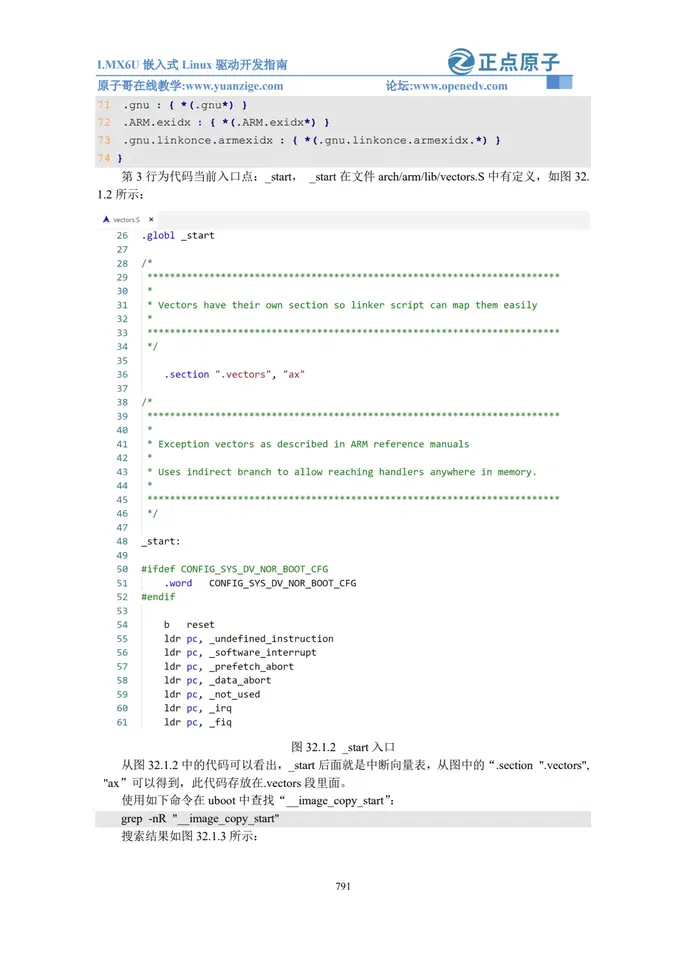 I.MX6U 嵌入式 Linux 驱动开发指南
正点原子
原子哥在线教学:www.yuanzige.com 论坛:www.openedv.com
71 .gnu : { *(.gnu*) }
72 .ARM.exidx : { *(.ARM.exidx*) }
73 .gnu.linkonce.armexidx : { *(.gnu.linkonce.armexidx.*) }
74 }
第 3 行为代码当前入口点：_start， _start 在文件 arch/arm/lib/vectors.S 中有定义，如图 32.
1.2 所示：
vectors.S ×
26 .globl _start
27
28 /*
29 *************************************************************************
30 *
31 * Vectors have their own section so linker script can map them easily
32 *
33 *************************************************************************
34 */
35
36 .section ".vectors", "ax"
37
38 /*
39 *************************************************************************
40 *
41 * Exception vectors as described in ARM reference manuals
42 *
43 * Uses indirect branch to allow reaching handlers anywhere in memory.
44 *
45 *************************************************************************
46 */
47
48 _start:
49
50 #ifdef CONFIG_SYS_DV_NOR_BOOT_CFG
51 .word CONFIG_SYS_DV_NOR_BOOT_CFG
52 #endif
53
54 b reset
55 ldr pc, _undefined_instruction
56 ldr pc, _software_interrupt
57 ldr pc, _prefetch_abort
58 ldr pc, _data_abort
59 ldr pc, _not_used
60 ldr pc, _irq
61 ldr pc, _fiq
图 32.1.2 _start 入口
从图 32.1.2 中的代码可以看出，_start 后面就是中断向量表，从图中的“.section ".vectors",
"ax”可以得到，此代码存放在.vectors 段里面。
使用如下命令在 uboot 中查找“__image_copy_start”：
grep -nR "__image_copy_start"
搜索结果如图 32.1.3 所示：
791